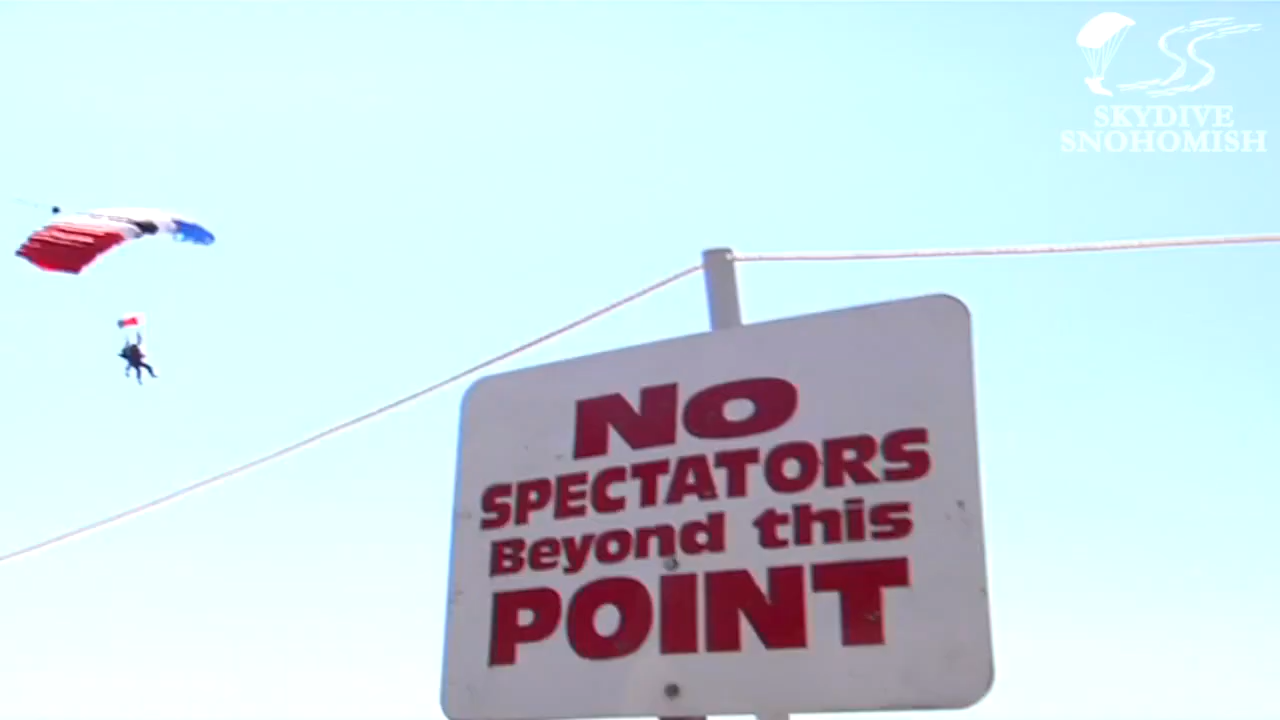 SKYDIVE
SNOHOMISH
NO
SPECTATORS
Beyond this
POINT